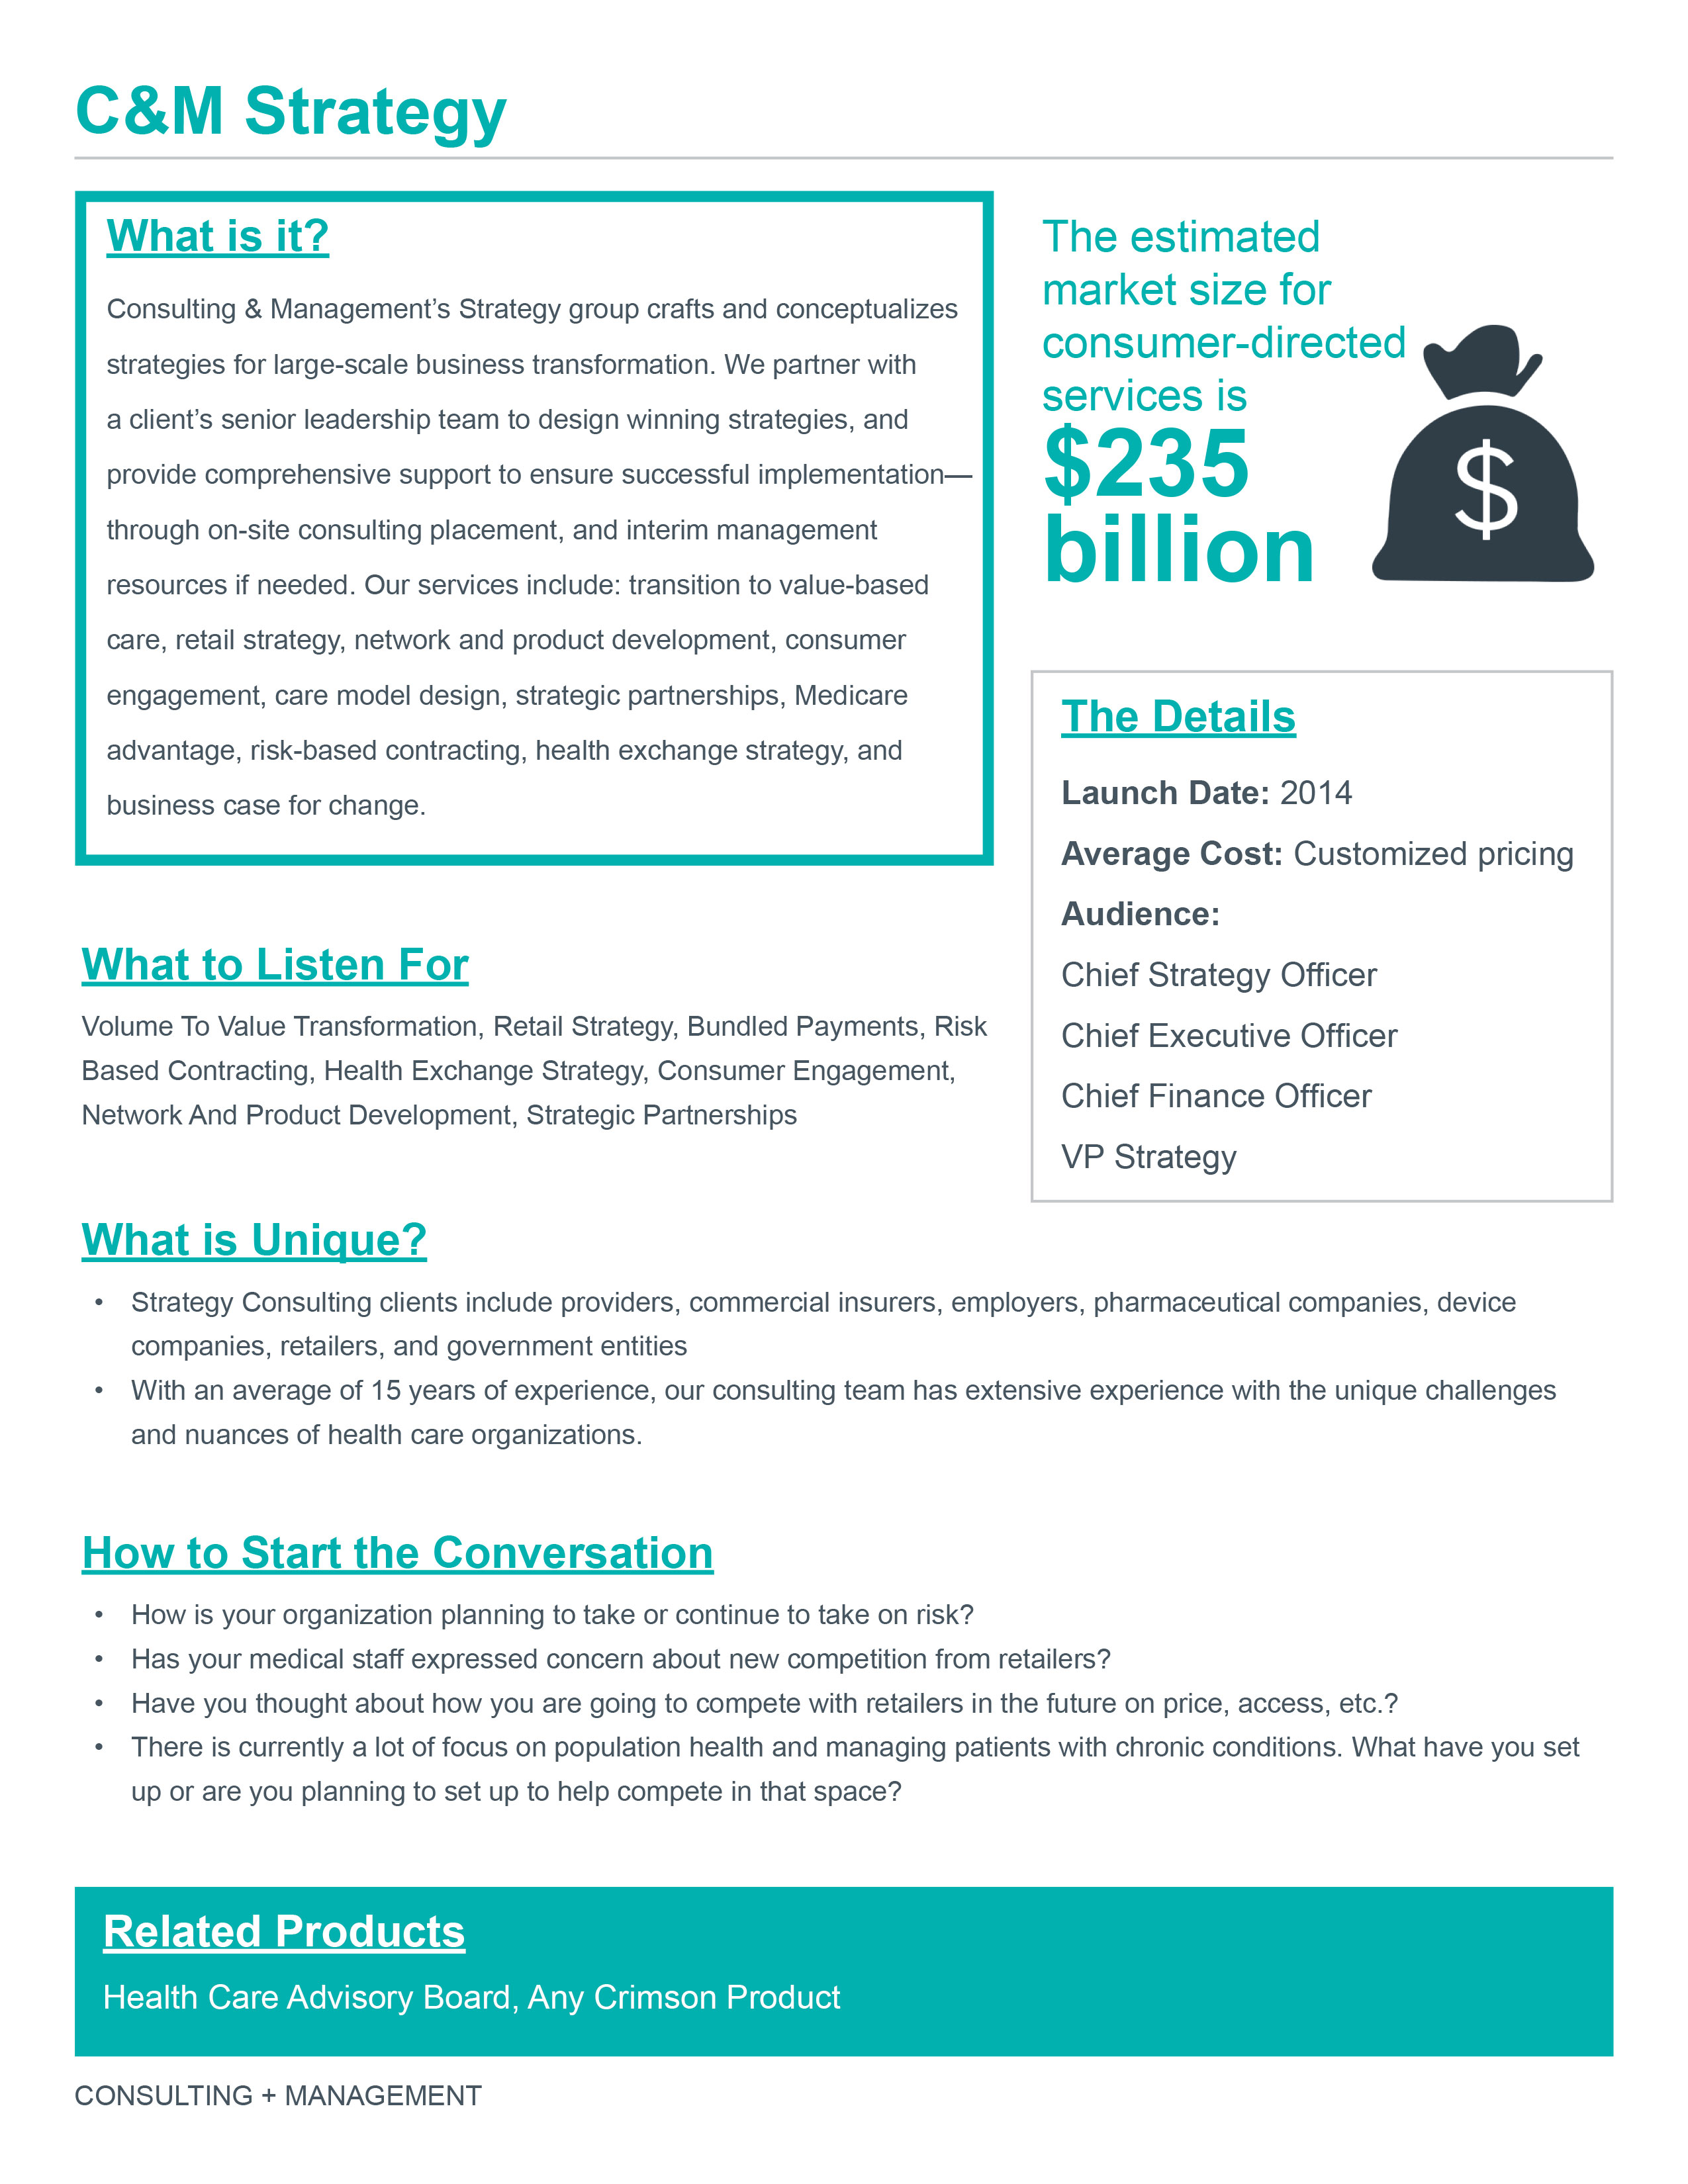 C&M Strategy
What is it?
Consulting & Management’s Strategy group crafts and conceptualizes
strategies for large-scale business transformation. We partner with
a client’s senior leadership team to design winning strategies, and
provide comprehensive support to ensure successful implementation—
through on-site consulting placement, and interim management
resources if needed. Our services include: transition to value-based
care, retail strategy, network and product development, consumer
engagement, care model design, strategic partnerships, Medicare
advantage, risk-based contracting, health exchange strategy, and
business case for change.
The estimated
market size for
consumer-directed
services is
$235
billion
$
The Details
Launch Date: 2014
Average Cost: Customized pricing
Audience:
Chief Strategy Officer
Chief Executive Officer
Chief Finance Officer
VP Strategy
What to Listen For
Volume To Value Transformation, Retail Strategy, Bundled Payments, Risk
Based Contracting, Health Exchange Strategy, Consumer Engagement,
Network And Product Development, Strategic Partnerships
What is Unique?
• Strategy Consulting clients include providers, commercial insurers, employers, pharmaceutical companies, device
companies, retailers, and government entities
• With an average of 15 years of experience, our consulting team has extensive experience with the unique challenges
and nuances of health care organizations.
How to Start the Conversation
• How is your organization planning to take or continue to take on risk?
• Has your medical staff expressed concern about new competition from retailers?
• Have you thought about how you are going to compete with retailers in the future on price, access, etc.?
• There is currently a lot of focus on population health and managing patients with chronic conditions. What have you set
up or are you planning to set up to help compete in that space?
Related Products
Health Care Advisory Board, Any Crimson Product
CONSULTING + MANAGEMENT